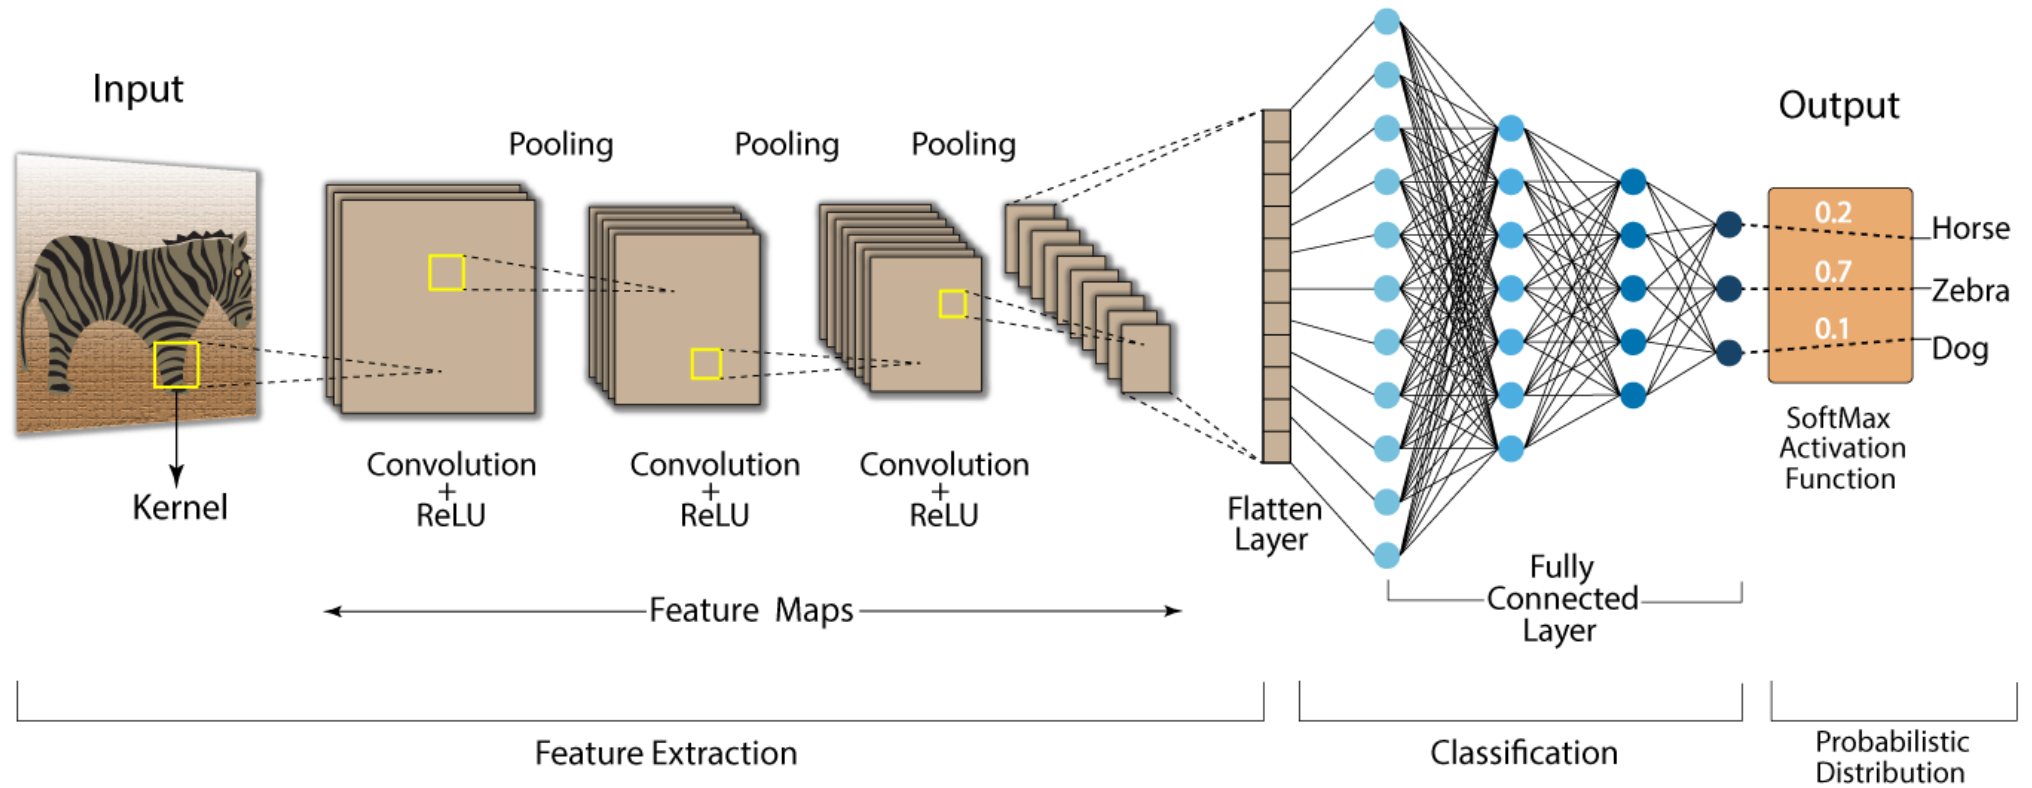 Input
Kernel
Pooling
Pooling
Pooling
Convolution
+
ReLU
Convolution
+
ReLU
Convolution
+
ReLU
Feature Maps
Flatten
Layer
Fully
Connected
Layer
Output
0.2
Horse
0.7
Zebra
0.1
Dog
SoftMax
Activation
Function
Feature Extraction
Classification
Probabilistic
Distribution